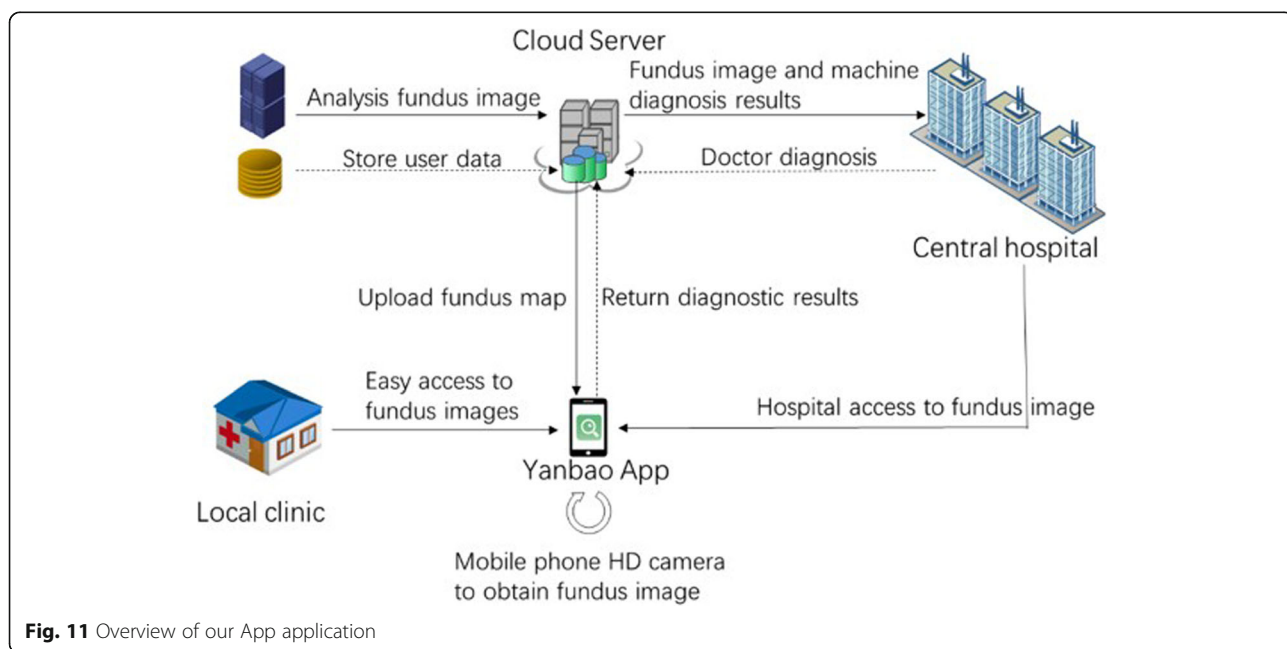 Cloud Server
Analysis fundus image
Fundus image and machine
diagnosis results
Store user data
Doctor diagnosis
Central hospital
Upload fundus map
Return diagnostic results
Easy access to
fundus images
Hospital access to fundus image
Yanbao App
Local clinic
Mobile phone HD camera
to obtain fundus image
Fig. 11 Overview of our App application